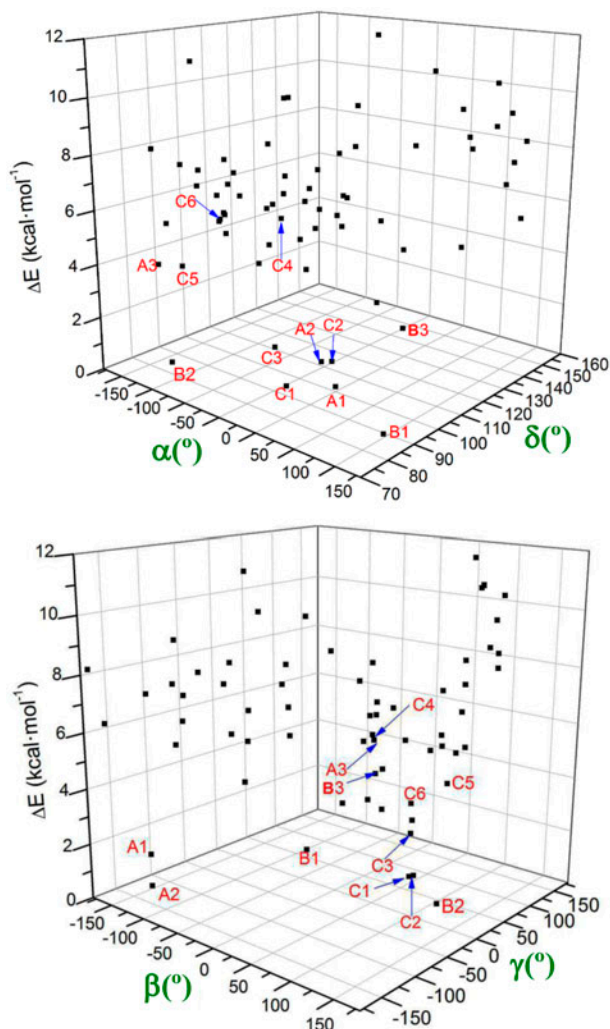 12
10
8
6
4
2
0
ΔE (kcal·mol⁻¹)
C6
A3
C5
C4
A2
C2
B3
C3
B2
C1
A1
B1
-150
-100
-50
0
50
100
150
α(º)
70
80
90
100
110
120
130
140
150
160
δ(º)
12
10
8
6
4
2
0
ΔE (kcal·mol⁻¹)
C4
A3
B3
C5
C6
A1
B1
C3
A2
C1
B2
C2
-150
-100
-50
0
50
100
150
β(º)
-150
-100
-50
0
50
100
150
γ(º)